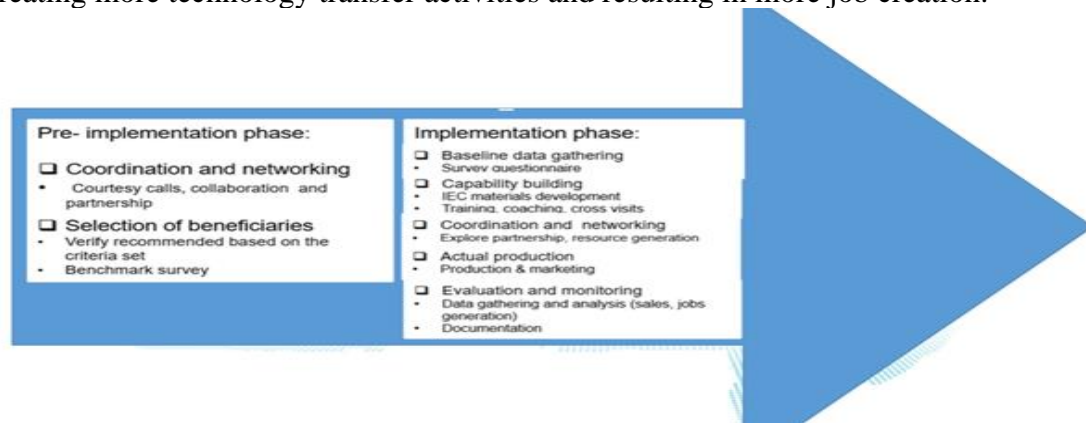 reating more technology transfer activities and resulting in more job creation.
Pre- implementation phase:
❑ Coordination and networking
• Courtesy calls, collaboration and
partnership
❑ Selection of beneficiaries
• Verify recommended based on the
criteria set
• Benchmark survey
Implementation phase:
❑ Baseline data gathering
• Survey questionnaire
❑ Capability building
• IEC materials development
• Training, coaching, cross visits
❑ Coordination and networking
• Explore partnership, resource generation
❑ Actual production
• Production & marketing
❑ Evaluation and monitoring
• Data gathering and analysis (sales, jobs
generation)
• Documentation